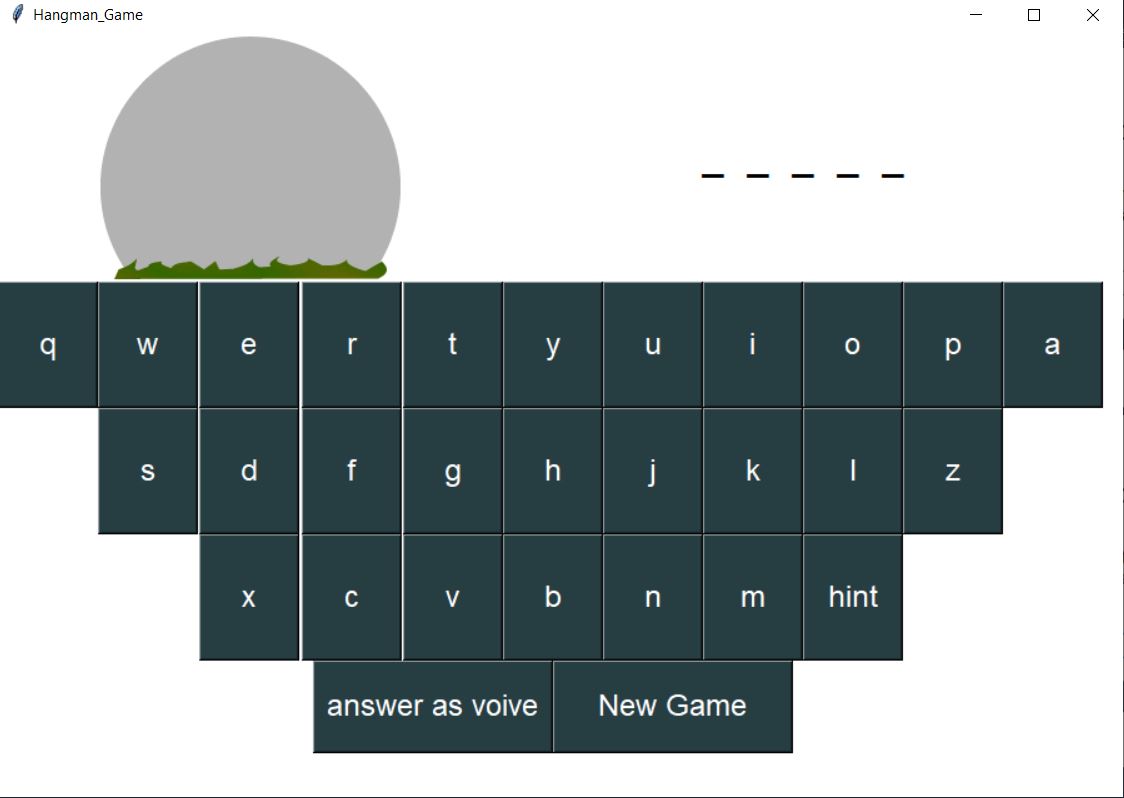 Hangman_Game
_ _ _ _ _
q w e r t y u i o p a
s d f g h j k l z
x c v b n m hint
answer as voive New Game